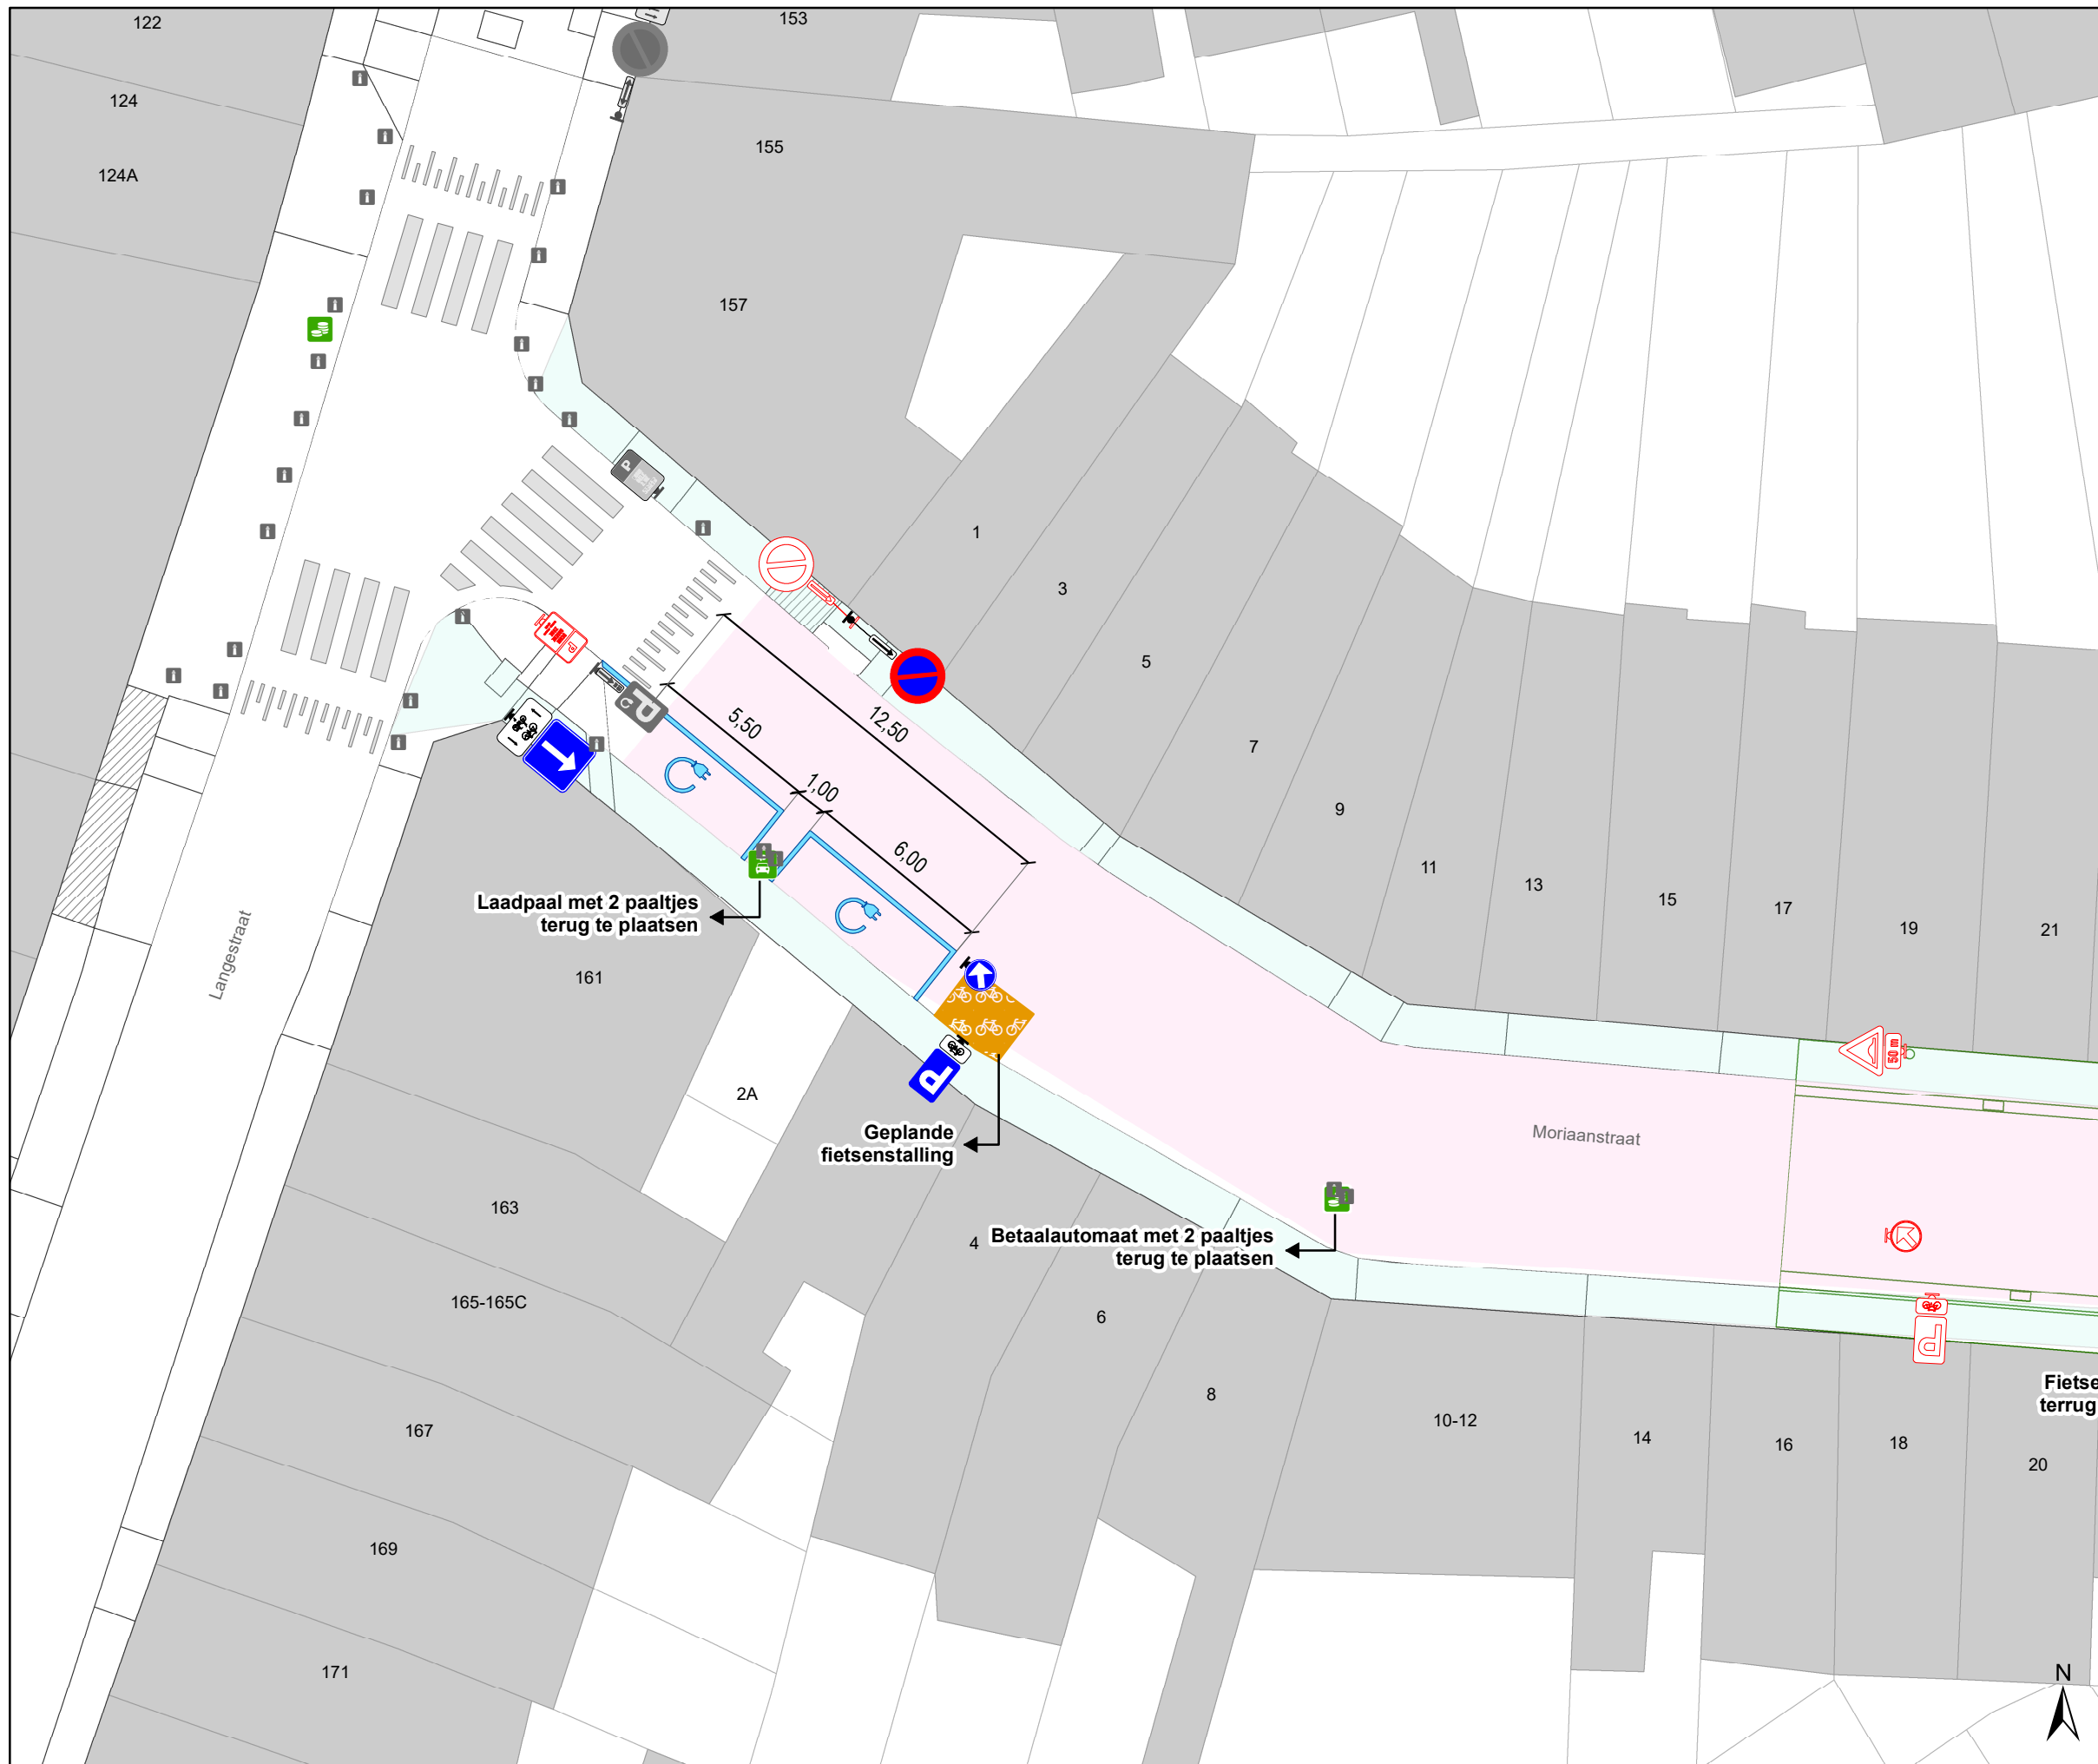 122
153
124
155
124A
157
P
1
3
5
7
9
11
13
15
17
19
21
12,50
5,50
1,00
6,00
P
Laadpaal met 2 paaltjes
terug te plaatsen
Langestraat
161
2A
P
Geplande
fietsenstalling
50 m
Moriaanstraat
163
4
Betaalautomaat met 2 paaltjes
terug te plaatsen
165-165C
6
P
8
10-12
14
16
18
20
Fietse
terrug
167
169
171
N